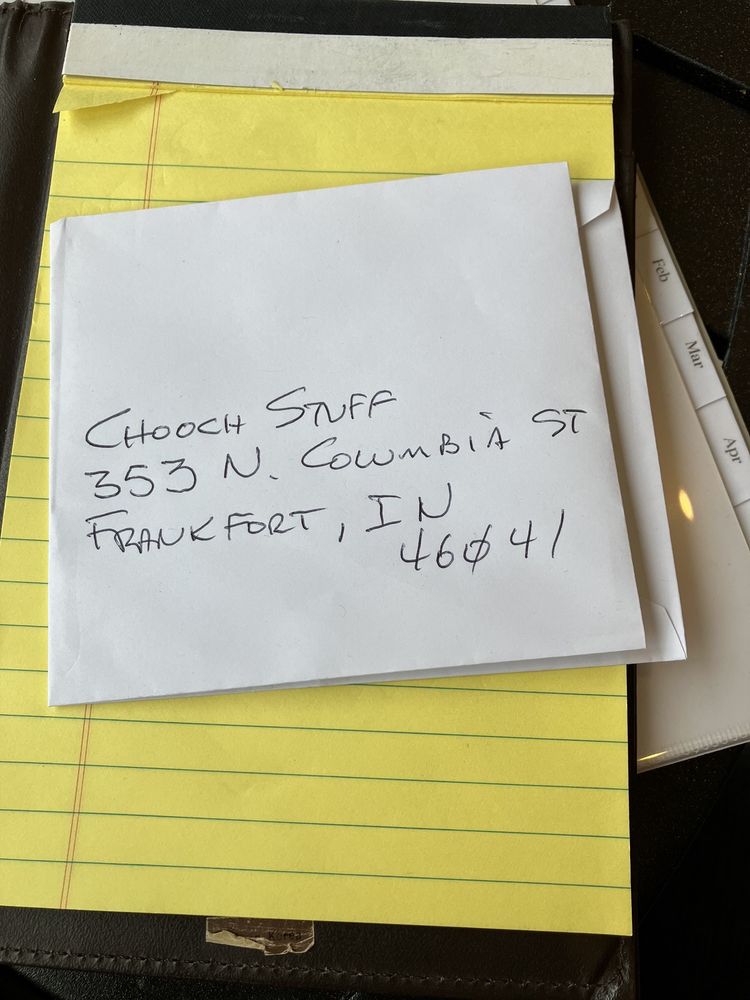 CHOOCH STUFF
353 N. COLUMBIA ST
FRANKFORT, IN
46041
Feb
Mar
Apr